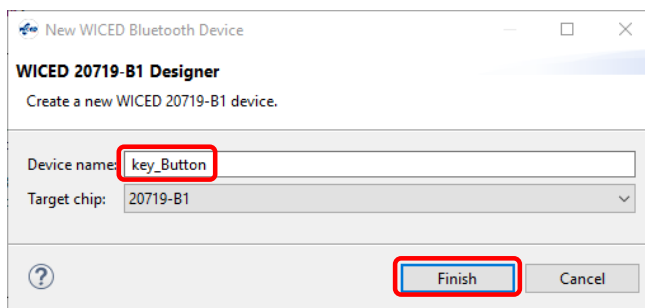 New WICED Bluetooth Device
WICED 20719-B1 Designer
Create a new WICED 20719-B1 device.
Device name: key_Button
Target chip: 20719-B1
? Finish Cancel